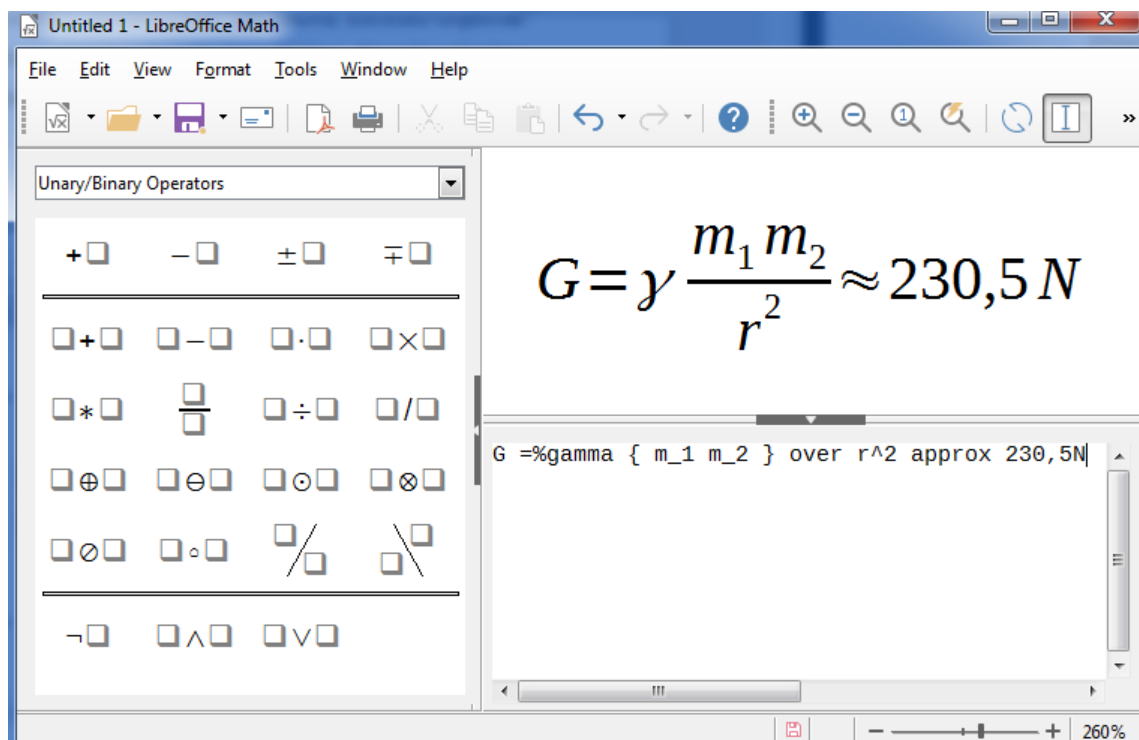 Untitled 1 - LibreOffice Math
File Edit View Format Tools Window Help
Unary/Binary Operators
+□ −□ ±□ ∓□
□+□ □−□ □·□ □×□
□∗□ □/□ □÷□ □/□
□⊕□ □⊖□ □⊙□ □⊗□
□⊘□ □∘□ □/□ □\□
¬□ □∧□ □∨□
G = γ m₁ m₂ / r² ≈ 230,5 N
G =%gamma { m_1 m_2 } over r^2 approx 230,5N
260%